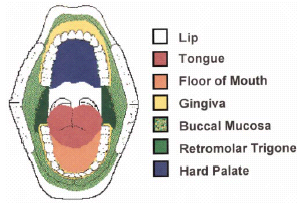 Lip
Tongue
Floor of Mouth
Gingiva
Buccal Mucosa
Retromolar Trigone
Hard Palate